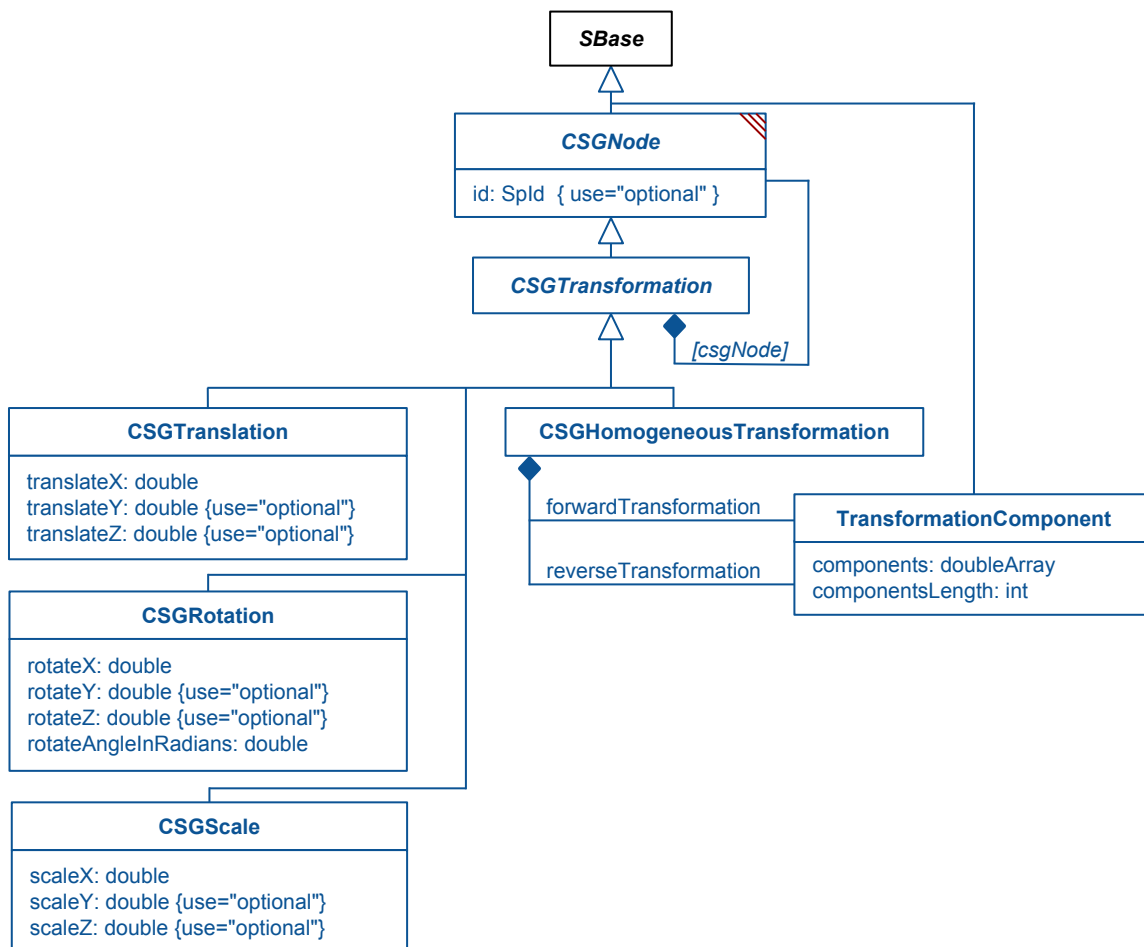 SBase
CSGNode
id: SpId { use="optional" }
CSGTransformation
[csgNode]
CSGTranslation
translateX: double
translateY: double {use="optional"}
translateZ: double {use="optional"}
CSGHomogeneousTransformation
forwardTransformation
reverseTransformation
TransformationComponent
components: doubleArray
componentsLength: int
CSGRotation
rotateX: double
rotateY: double {use="optional"}
rotateZ: double {use="optional"}
rotateAngleInRadians: double
CSGScale
scaleX: double
scaleY: double {use="optional"}
scaleZ: double {use="optional"}